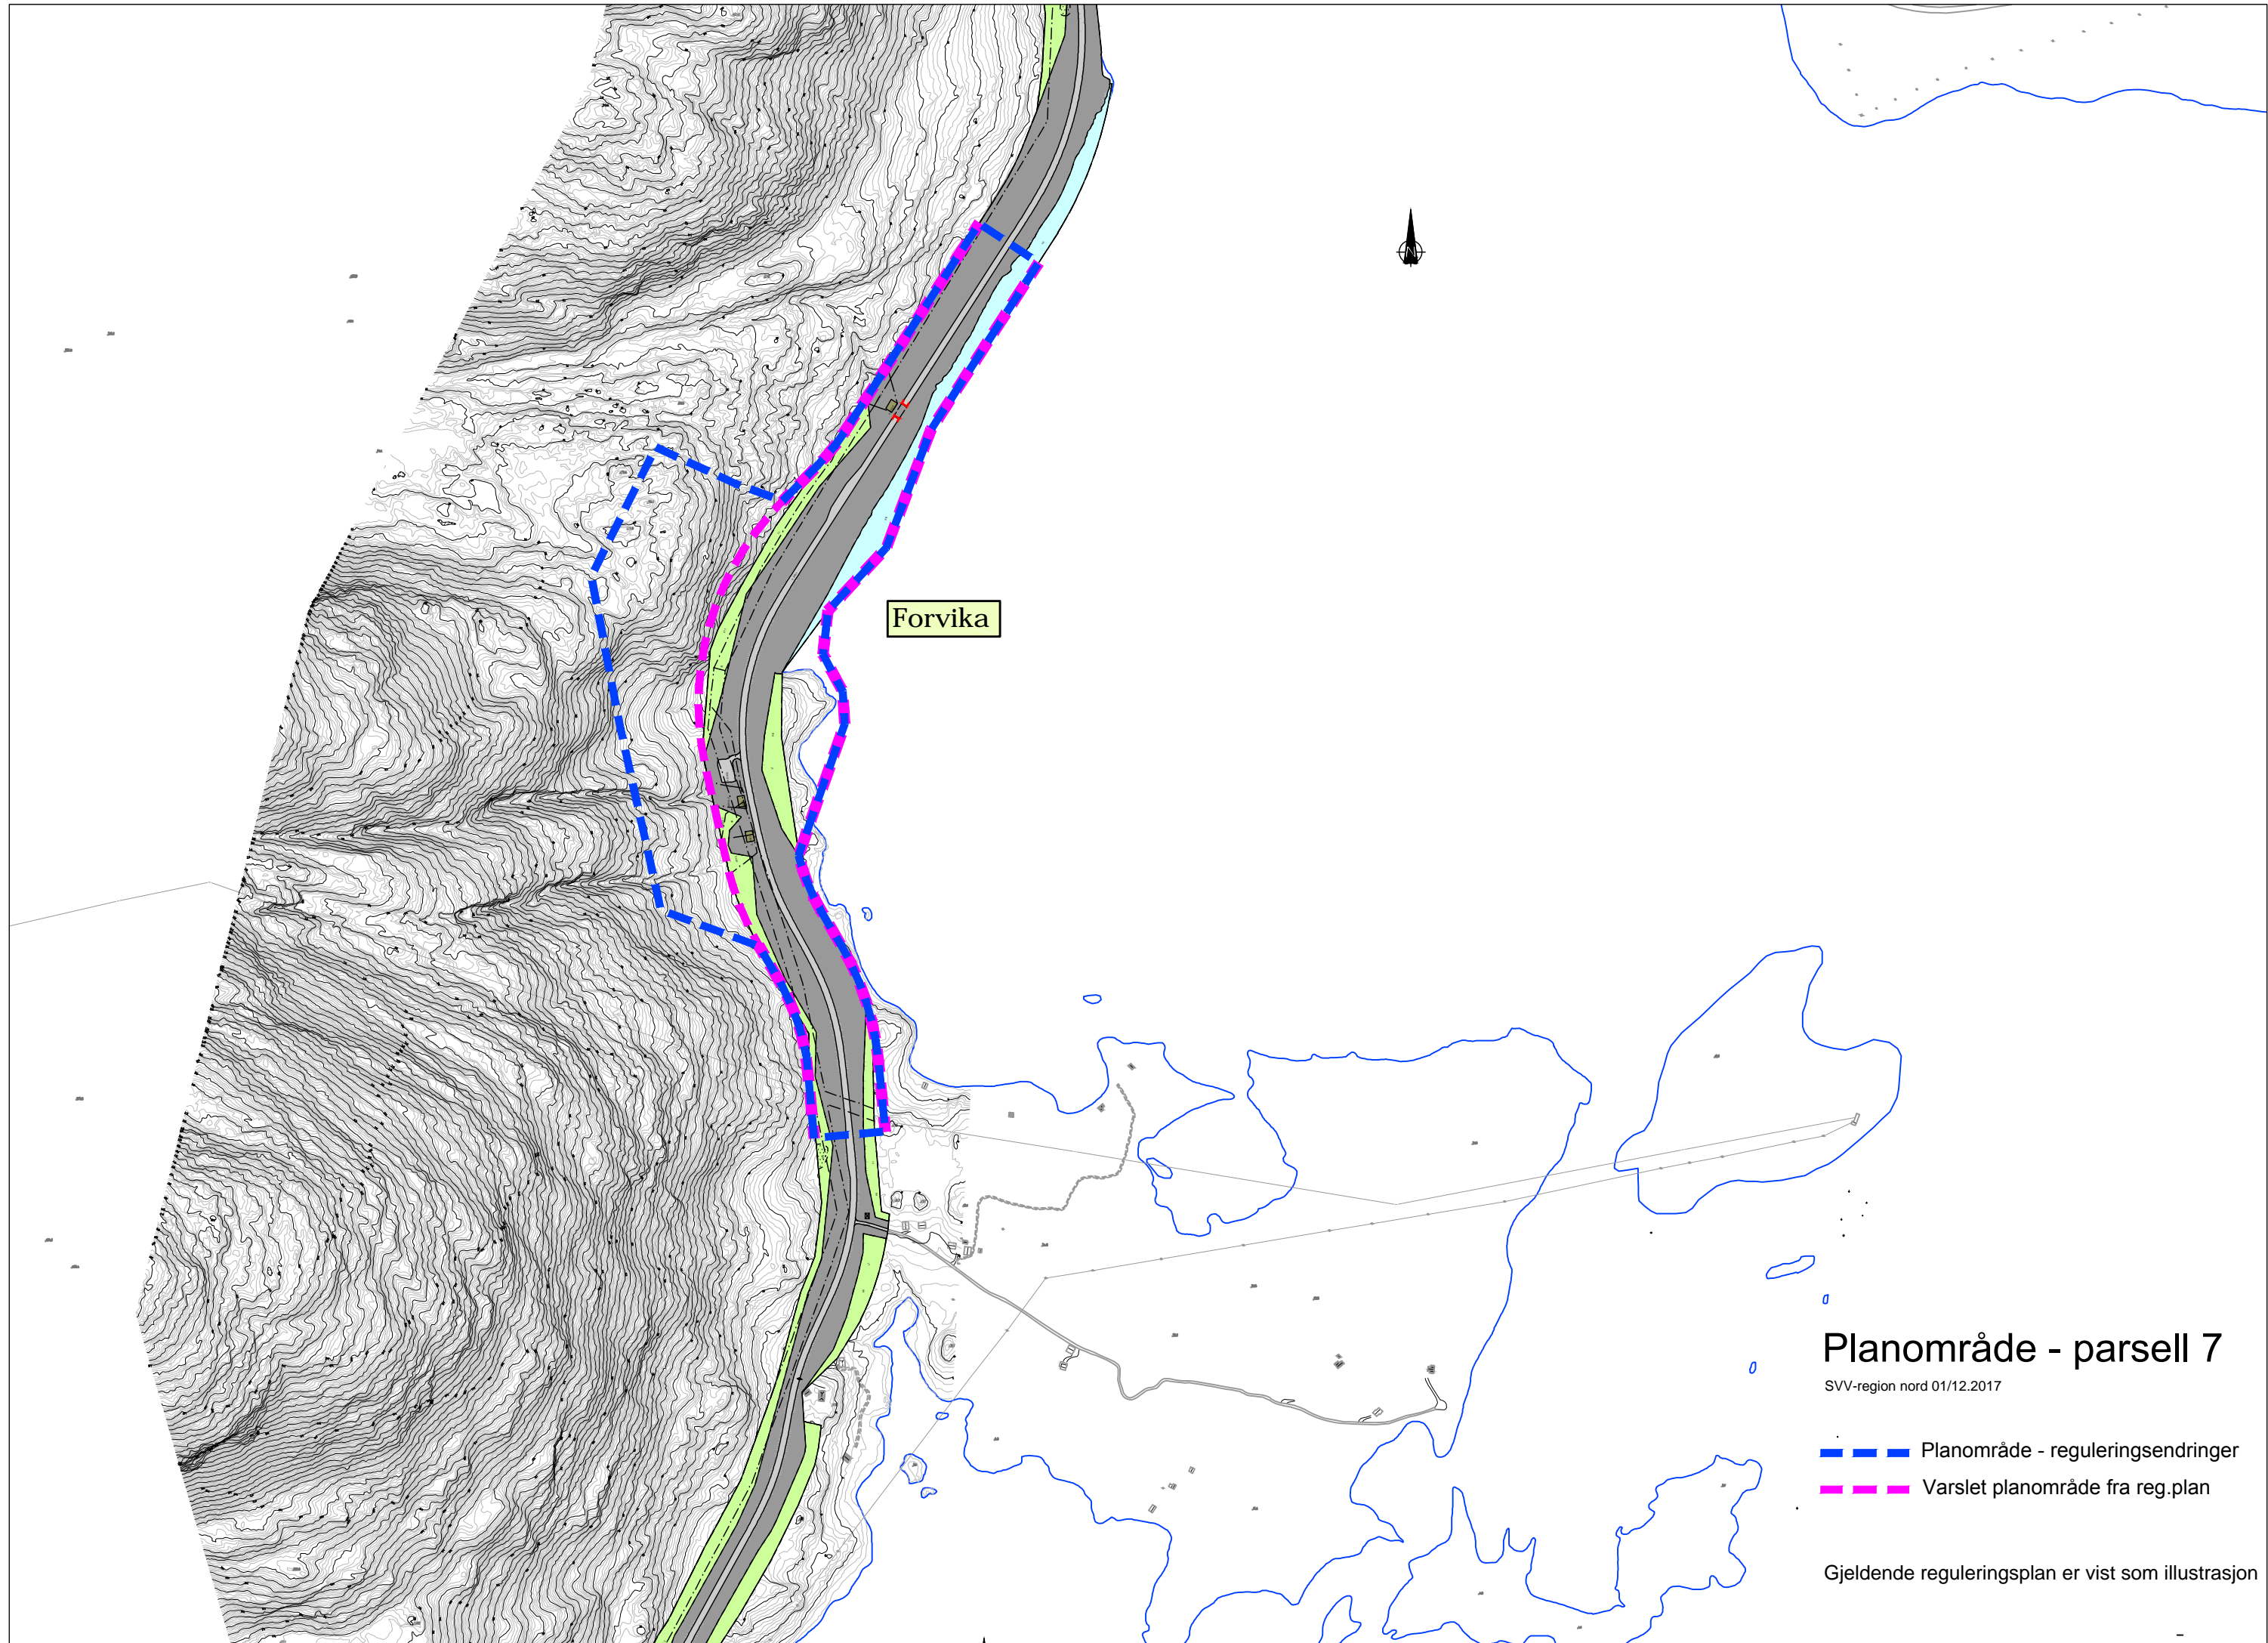 N
Forvika
Planområde - parsell 7
SVV-region nord 01/12.2017
Planområde - reguleringsendringer
Varslet planområde fra reg.plan
Gjeldende reguleringsplan er vist som illustrasjon